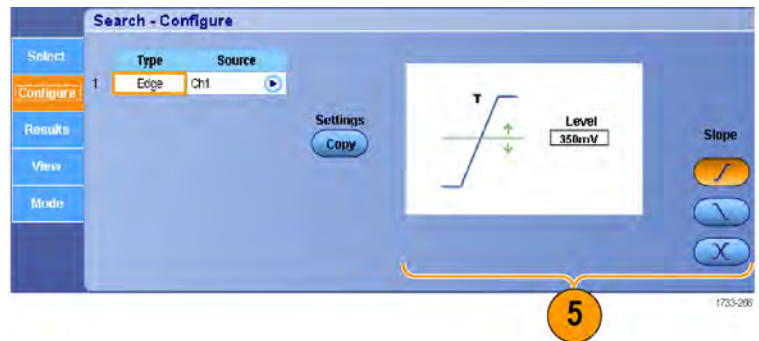 Search - Configure
Select
Configure
Results
View
Mode
Type Source
1 Edge Ch1
Settings
Copy
T
Level
350mV
Slope
5
1733-266